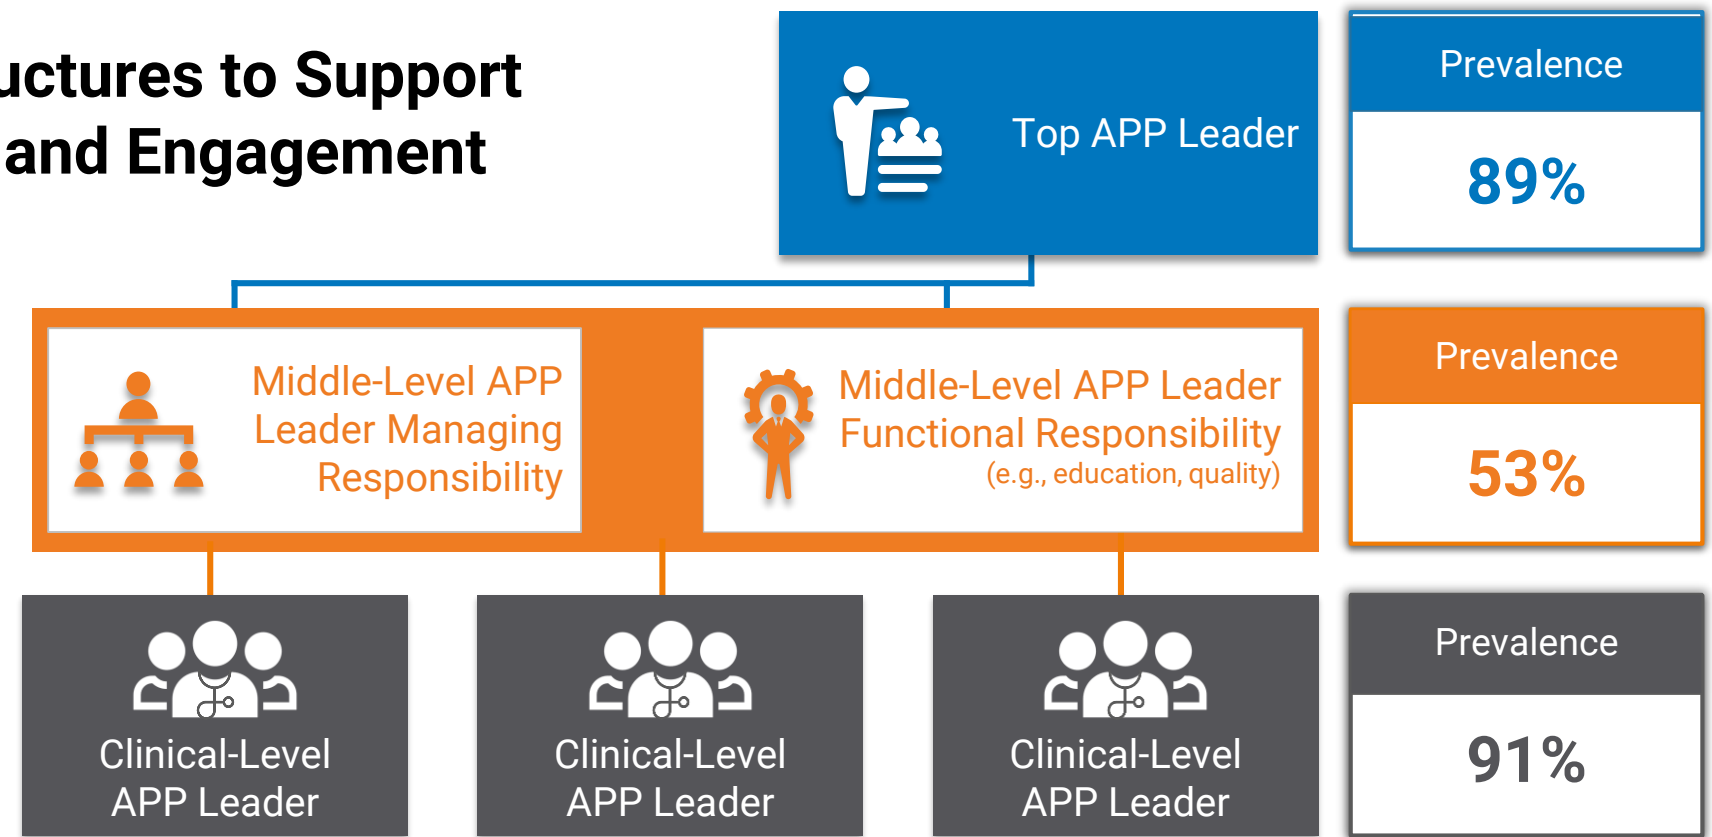 uctures to Support
and Engagement
Top APP Leader
Prevalence
89%
Middle-Level APP
Leader Managing
Responsibility
Middle-Level APP Leader
Functional Responsibility
(e.g., education, quality)
Prevalence
53%
Clinical-Level
APP Leader
Clinical-Level
APP Leader
Clinical-Level
APP Leader
Prevalence
91%